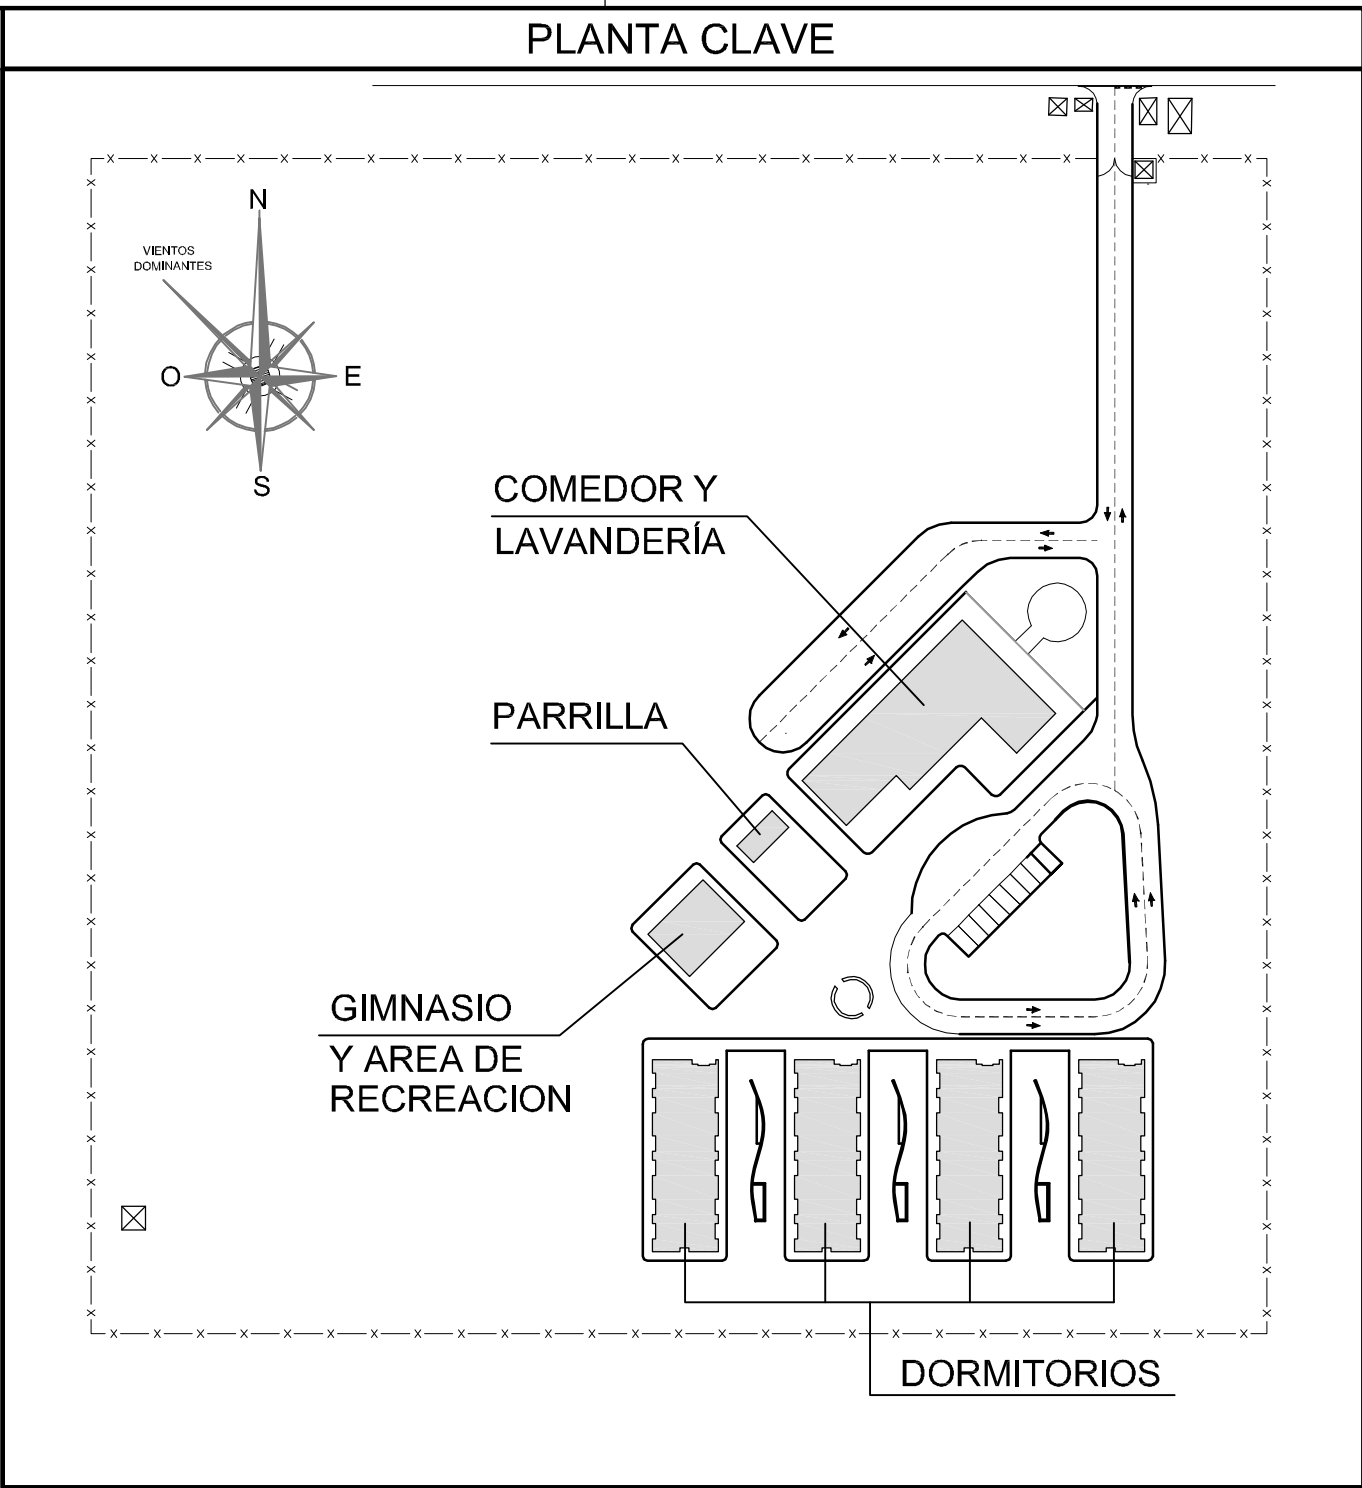 PLANTA CLAVE
N
VIENTOS
DOMINANTES
O
E
S
COMEDOR Y
LAVANDERÍA
PARRILLA
GIMNASIO
Y AREA DE
RECREACION
DORMITORIOS